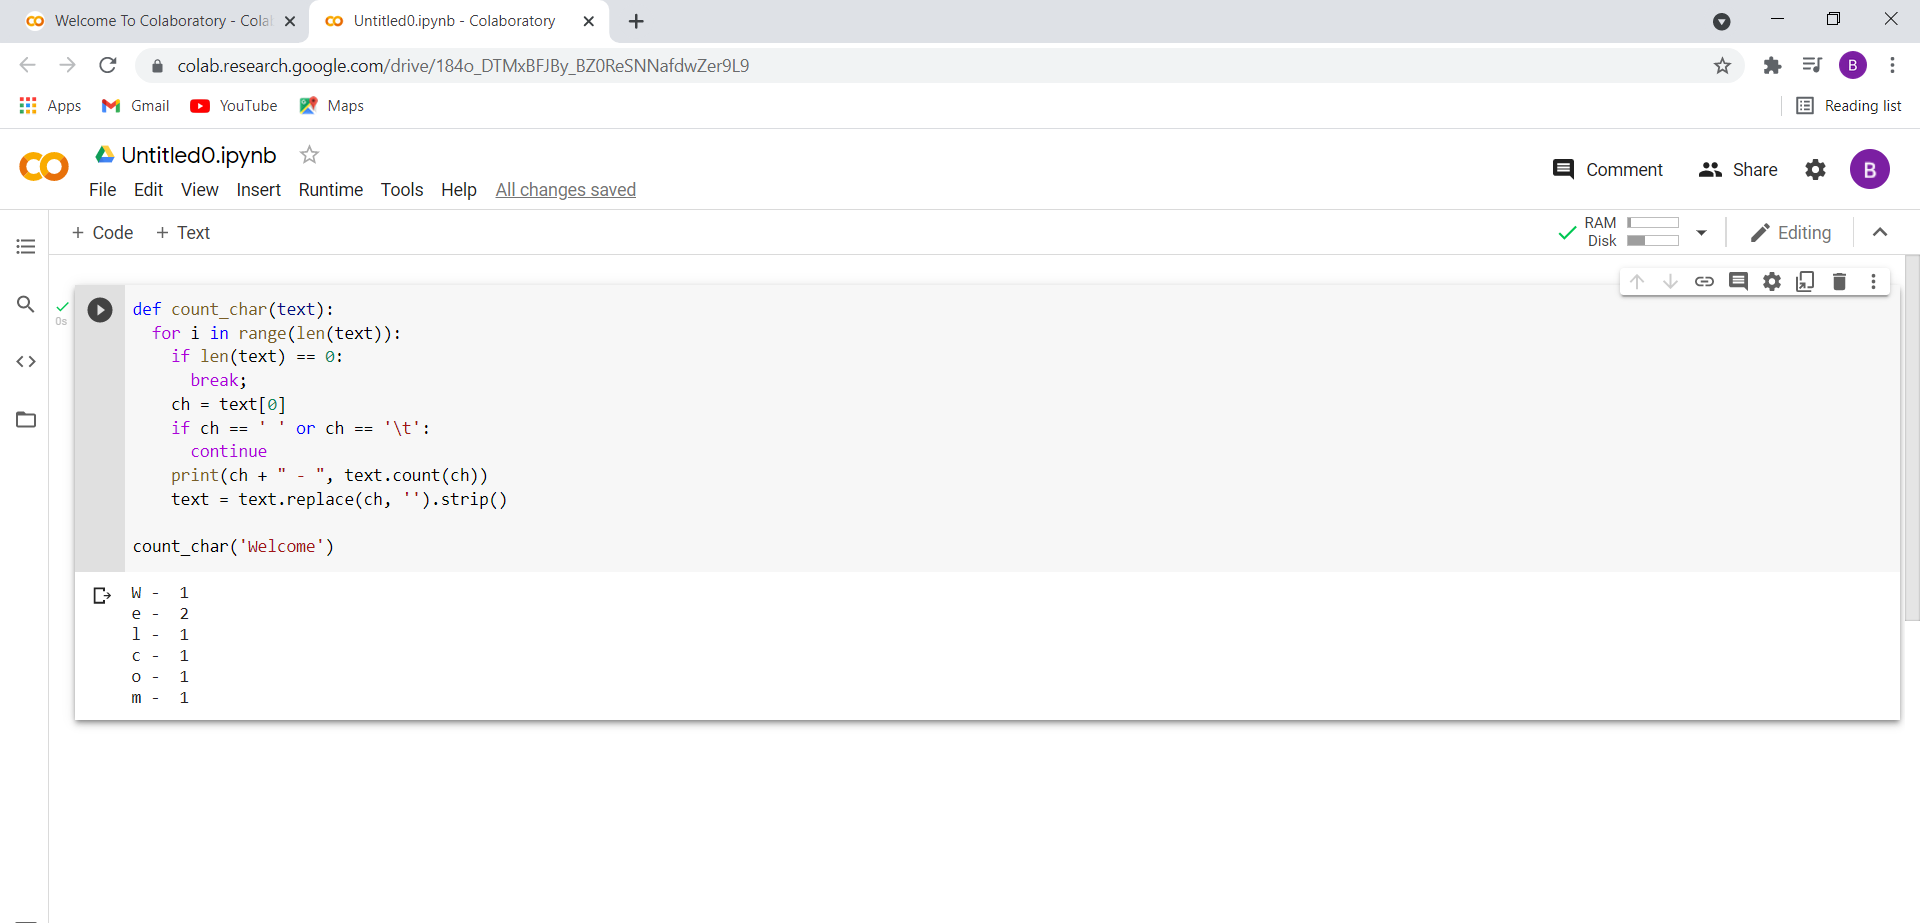 Welcome To Colaboratory - Cola
Untitled0.ipynb - Colaboratory
colab.research.google.com/drive/184o_DTMxBFJBy_BZ0ReSNNafdwZer9L9
B
Apps
Gmail
YouTube
Maps
Reading list
Untitled0.ipynb
File Edit View Insert Runtime Tools Help All changes saved
Comment
Share
B
+ Code + Text
RAM
Disk
Editing
0s
def count_char(text):
  for i in range(len(text)):
    if len(text) == 0:
      break;
    ch = text[0]
    if ch == ' ' or ch == '\t':
      continue
    print(ch + " - ", text.count(ch))
    text = text.replace(ch, '').strip()
count_char('Welcome')
W -  1
e -  2
l -  1
c -  1
o -  1
m -  1